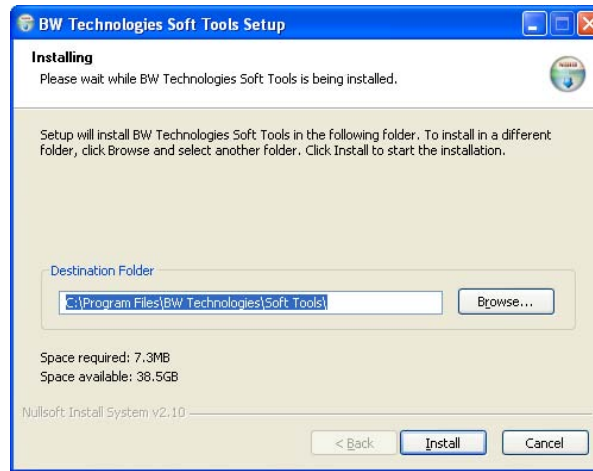 BW Technologies Soft Tools Setup
Installing
Please wait while BW Technologies Soft Tools is being installed.
Setup will install BW Technologies Soft Tools in the following folder. To install in a different
folder, click Browse and select another folder. Click Install to start the installation.
Destination Folder
C:\Program Files\BW Technologies\Soft Tools\
Browse...
Space required: 7.3MB
Space available: 38.5GB
Nullsoft Install System v2.10
< Back
Install
Cancel